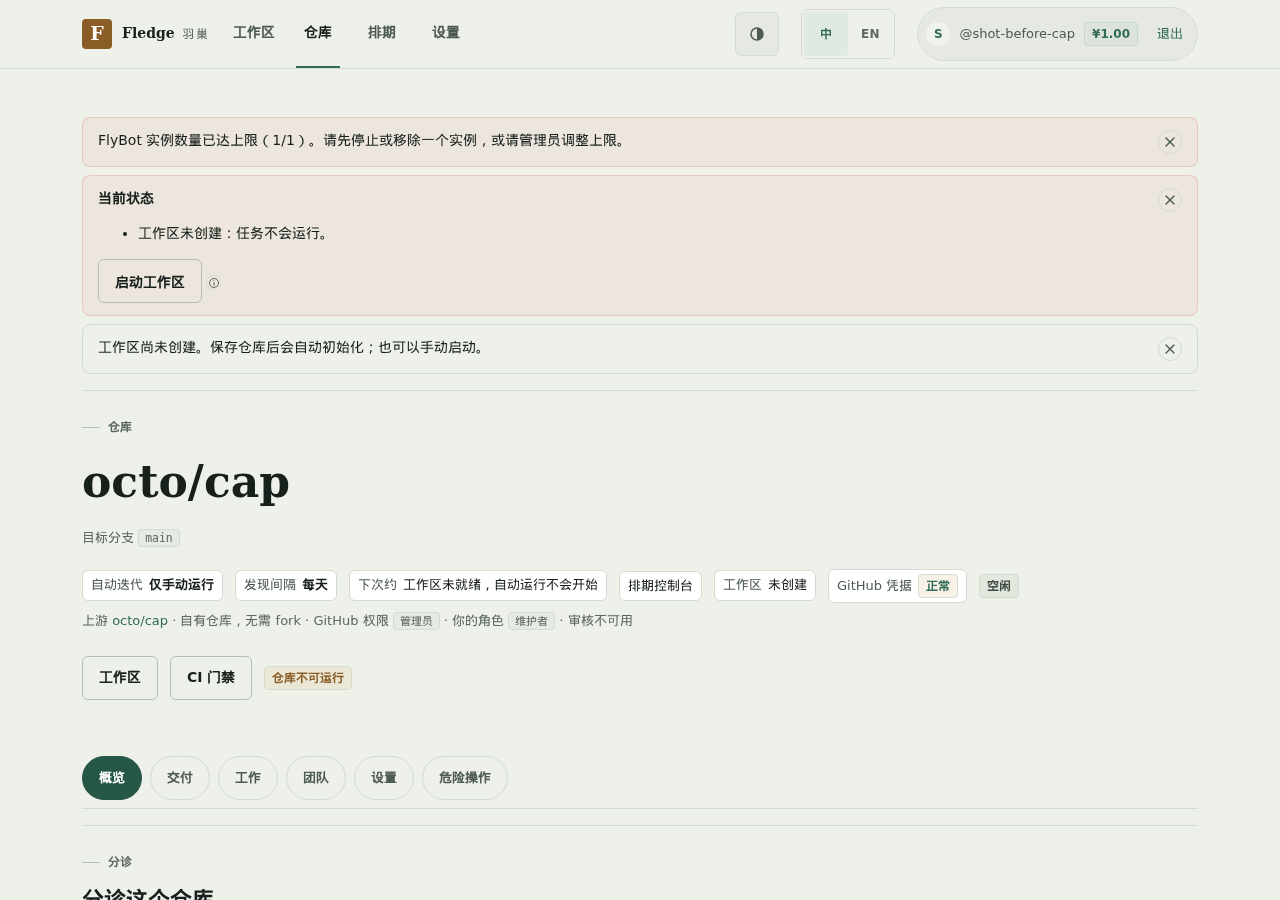 F Fledge 羽巢 工作区 仓库 排期 设置 中 EN S @shot-before-cap ¥1.00 退出
FlyBot 实例数量已达上限（1/1）。请先停止或移除一个实例，或请管理员调整上限。
当前状态
• 工作区未创建：任务不会运行。
启动工作区
工作区尚未创建。保存仓库后会自动初始化；也可以手动启动。
仓库
octo/cap
目标分支 main
自动迭代 仅手动运行 发现间隔 每天 下次约 工作区未就绪，自动运行不会开始 排期控制台 工作区 未创建 GitHub 凭据 正常 空闲
上游 octo/cap · 自有仓库，无需 fork · GitHub 权限 管理员 · 你的角色 维护者 · 审核不可用
工作区 CI 门禁 仓库不可运行
概览 交付 工作 团队 设置 危险操作
分诊
分诊这个仓库